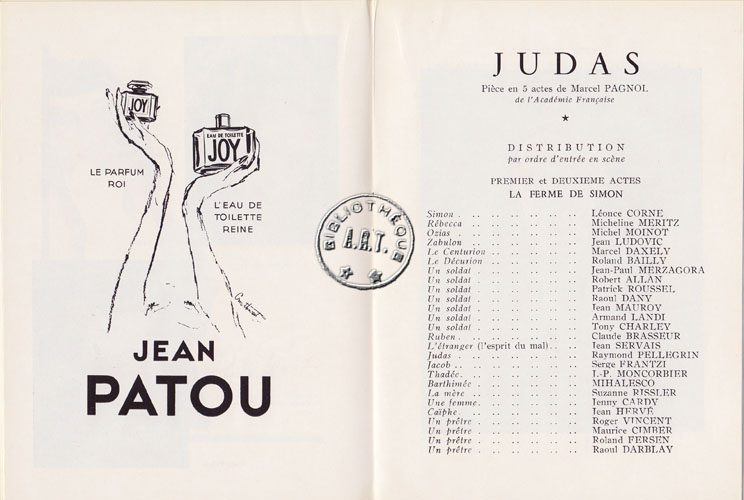 JOY
EAU DE TOILETTE
JOY
LE PARFUM
ROI
L'EAU DE
TOILETTE
REINE
JEAN
PATOU
BIBLIOTHÈQUE
A.R.T.
JUDAS
Pièce en 5 actes de Marcel PAGNOL
de l'Académie Française
DISTRIBUTION
par ordre d'entrée en scène
PREMIER et DEUXIEME ACTES
LA FERME DE SIMON
Simon . .. .. .. .. .. .. Léonce CORNE
Rébecca .. .. .. .. .. .. Micheline MERITZ
Ozias .. .. .. .. .. .. Michel MOINOT
Zabulon .. .. .. .. .. .. Jean LUDOVIC
Le Centurion .. .. .. .. .. .. Marcel DAXELY
Le Décurion .. .. .. .. .. .. Roland BAILLY
Un soldat . .. .. .. .. .. .. Jean-Paul MERZAGORA
Un soldat . .. .. .. .. .. .. Robert ALLAN
Un soldat . .. .. .. .. .. .. Patrick ROUSSEL
Un soldat . .. .. .. .. .. .. Raoul DANY
Un soldat . .. .. .. .. .. .. Jean MAUROY
Un soldat . .. .. .. .. .. .. Armand LANDI
Un soldat . .. .. .. .. .. .. Tony CHARLEY
Ruben . .. .. .. .. .. .. Claude BRASSEUR
L'étranger (l'esprit du mal) . .. .. Jean SERVAIS
Judas . .. .. .. .. .. .. Raymond PELLEGRIN
Jacob .. .. .. .. .. .. .. Serge FRANTZI
Thadée. .. .. .. .. .. .. J.-P. MONCORBIER
Barthimée .. .. .. .. .. .. MIHALESCO
La mère . .. .. .. .. .. .. Suzanne RISSLER
Une femme. .. .. .. .. .. .. Jenny CARDY
Caïphe .. .. .. .. .. .. Jean HERVÉ
Un prêtre . .. .. .. .. .. .. Roger VINCENT
Un prêtre . .. .. .. .. .. .. Maurice CIMBER
Un prêtre . .. .. .. .. .. .. Roland FERSEN
Un prêtre . .. .. .. .. .. .. Raoul DARBLAY